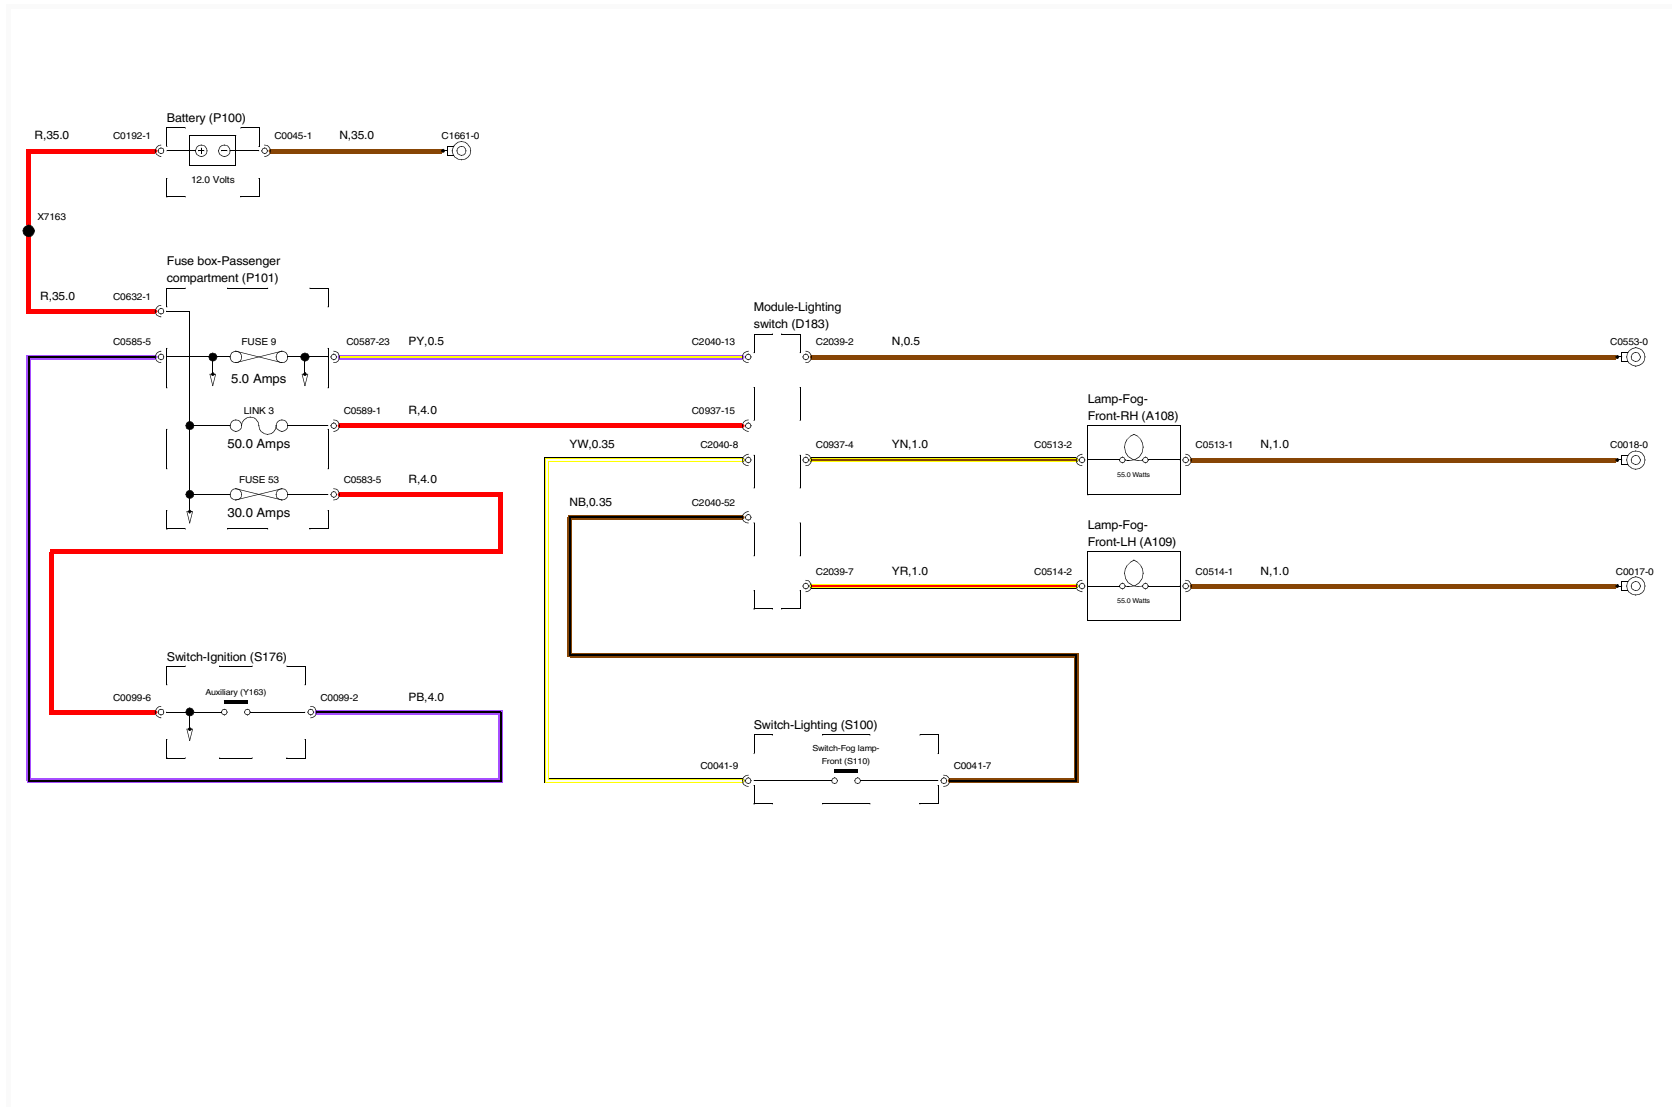 Battery (P100)
R,35.0 C0192-1 C0045-1 N,35.0 C1661-0
12.0 Volts
X7163
Fuse box-Passenger
compartment (P101)
R,35.0 C0632-1
Module-Lighting
switch (D183)
C0585-5 FUSE 9 C0587-23 PY,0.5 C2040-13 C2039-2 N,0.5 C0553-0
5.0 Amps
Lamp-Fog-
Front-RH (A108)
LINK 3 C0589-1 R,4.0 C0937-15
50.0 Amps
YW,0.35 C2040-8 C0937-4 YN,1.0 C0513-2 C0513-1 N,1.0 C0018-0
55.0 Watts
FUSE 53 C0583-5 R,4.0
30.0 Amps
NB,0.35 C2040-52
Lamp-Fog-
Front-LH (A109)
C2039-7 YR,1.0 C0514-2 C0514-1 N,1.0 C0017-0
55.0 Watts
Switch-Ignition (S176)
Auxiliary (Y163)
C0099-6 C0099-2 PB,4.0
Switch-Lighting (S100)
Switch-Fog lamp-
Front (S110)
C0041-9 C0041-7